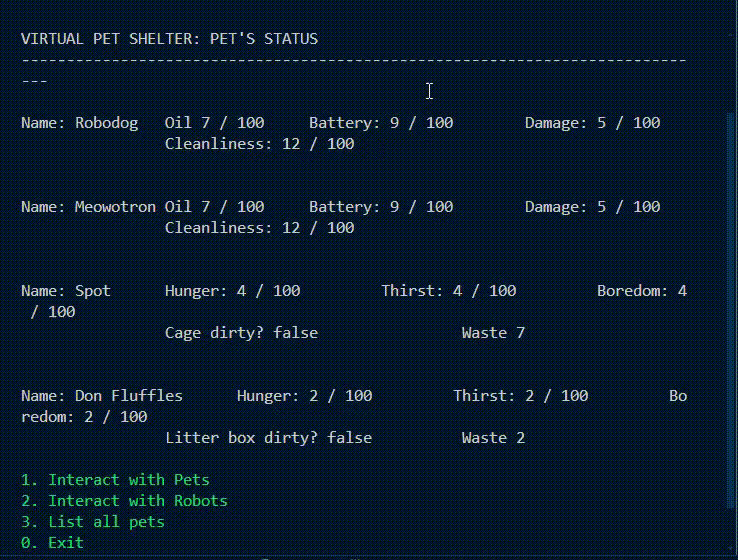 VIRTUAL PET SHELTER: PET'S STATUS
--------------------------------------------------------------------------
---
Name: Robodog Oil 7 / 100 Battery: 9 / 100 Damage: 5 / 100
Cleanliness: 12 / 100
Name: Meowotron Oil 7 / 100 Battery: 9 / 100 Damage: 5 / 100
Cleanliness: 12 / 100
Name: Spot Hunger: 4 / 100 Thirst: 4 / 100 Boredom: 4
/ 100
Cage dirty? false Waste 7
Name: Don Fluffles Hunger: 2 / 100 Thirst: 2 / 100 Bo
redom: 2 / 100
Litter box dirty? false Waste 2
1. Interact with Pets
2. Interact with Robots
3. List all pets
0. Exit